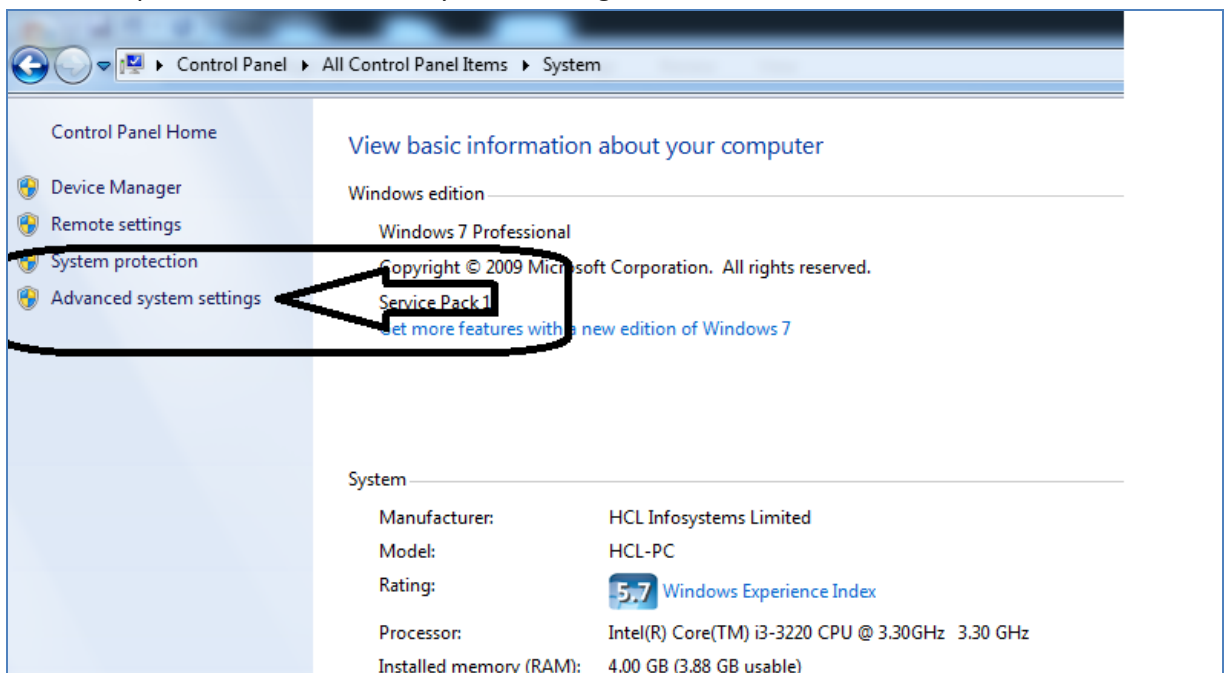 Control Panel ▸ All Control Panel Items ▸ System
Control Panel Home
Device Manager
Remote settings
System protection
Advanced system settings
View basic information about your computer
Windows edition
Windows 7 Professional
Copyright © 2009 Microsoft Corporation. All rights reserved.
Service Pack 1
Get more features with a new edition of Windows 7
System
Manufacturer: HCL Infosystems Limited
Model: HCL-PC
Rating: 5.7 Windows Experience Index
Processor: Intel(R) Core(TM) i3-3220 CPU @ 3.30GHz 3.30 GHz
Installed memory (RAM): 4.00 GB (3.88 GB usable)